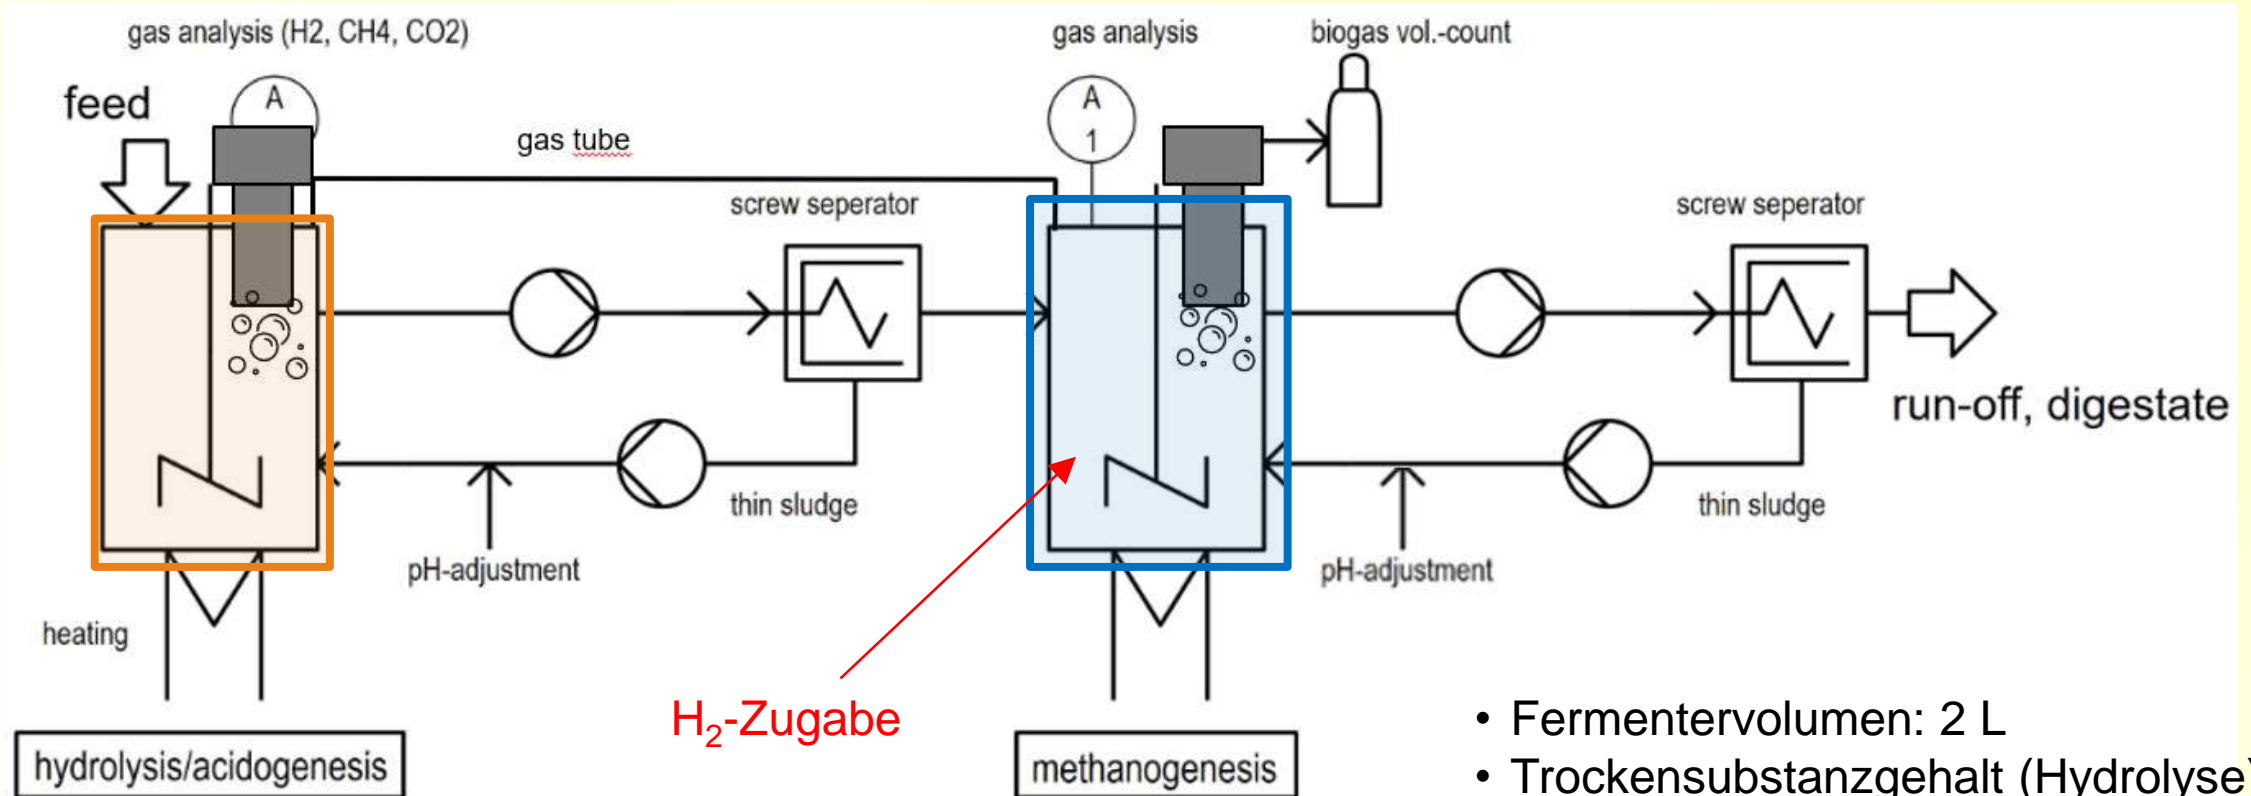 gas analysis (H2, CH4, CO2)
gas analysis
biogas vol.-count
feed
A
A
1
gas tube
screw seperator
screw seperator
run-off, digestate
thin sludge
thin sludge
pH-adjustment
pH-adjustment
heating
H₂-Zugabe
hydrolysis/acidogenesis
methanogenesis
• Fermentervolumen: 2 L
• Trockensubstanzgehalt (Hydrolyse)